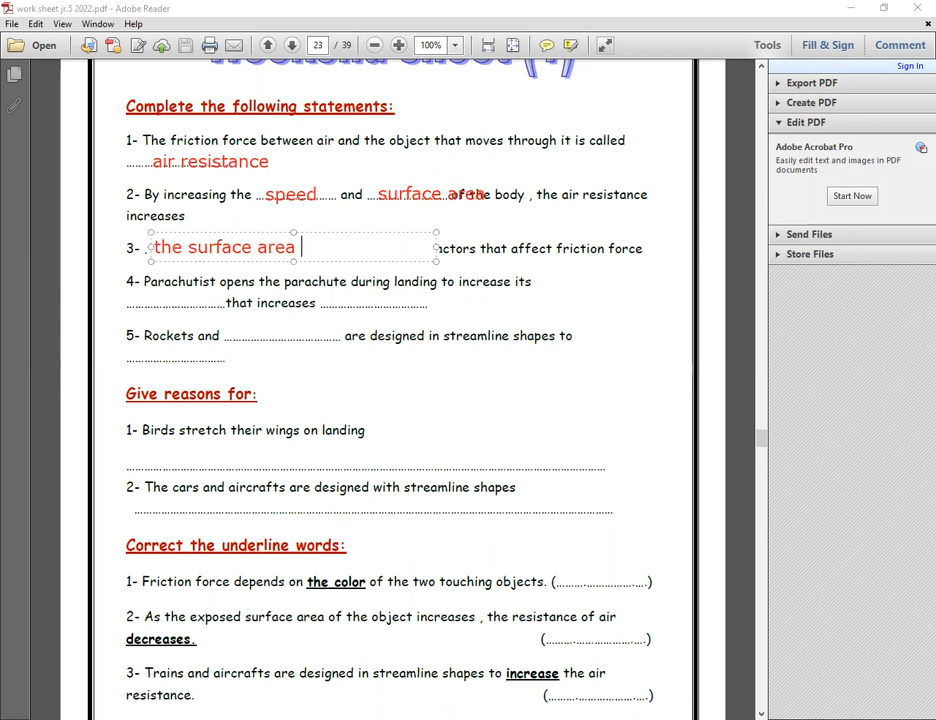 work sheet jr.5 2022.pdf - Adobe Reader
File Edit View Window Help
Open 23 / 39 100% Tools Fill & Sign Comment
Sign In
Export PDF
Create PDF
Edit PDF
Adobe Acrobat Pro
Easily edit text and images in PDF
documents
Start Now
Send Files
Store Files
Complete the following statements:
1- The friction force between air and the object that moves through it is called
air resistance
2- By increasing the speed and surface area of the body , the air resistance
increases
3- the surface area actors that affect friction force
4- Parachutist opens the parachute during landing to increase its
……………………………that increases ………………………………
5- Rockets and ………………………………… are designed in streamline shapes to
……………………………
Give reasons for:
1- Birds stretch their wings on landing
………………………………………………………………………………………………………………………………………………
2- The cars and aircrafts are designed with streamline shapes
………………………………………………………………………………………………………………………………………………
Correct the underline words:
1- Friction force depends on the color of the two touching objects. (……….……………….….)
2- As the exposed surface area of the object increases , the resistance of air
decreases. (……….……………….….)
3- Trains and aircrafts are designed in streamline shapes to increase the air
resistance. (……….……………….….)